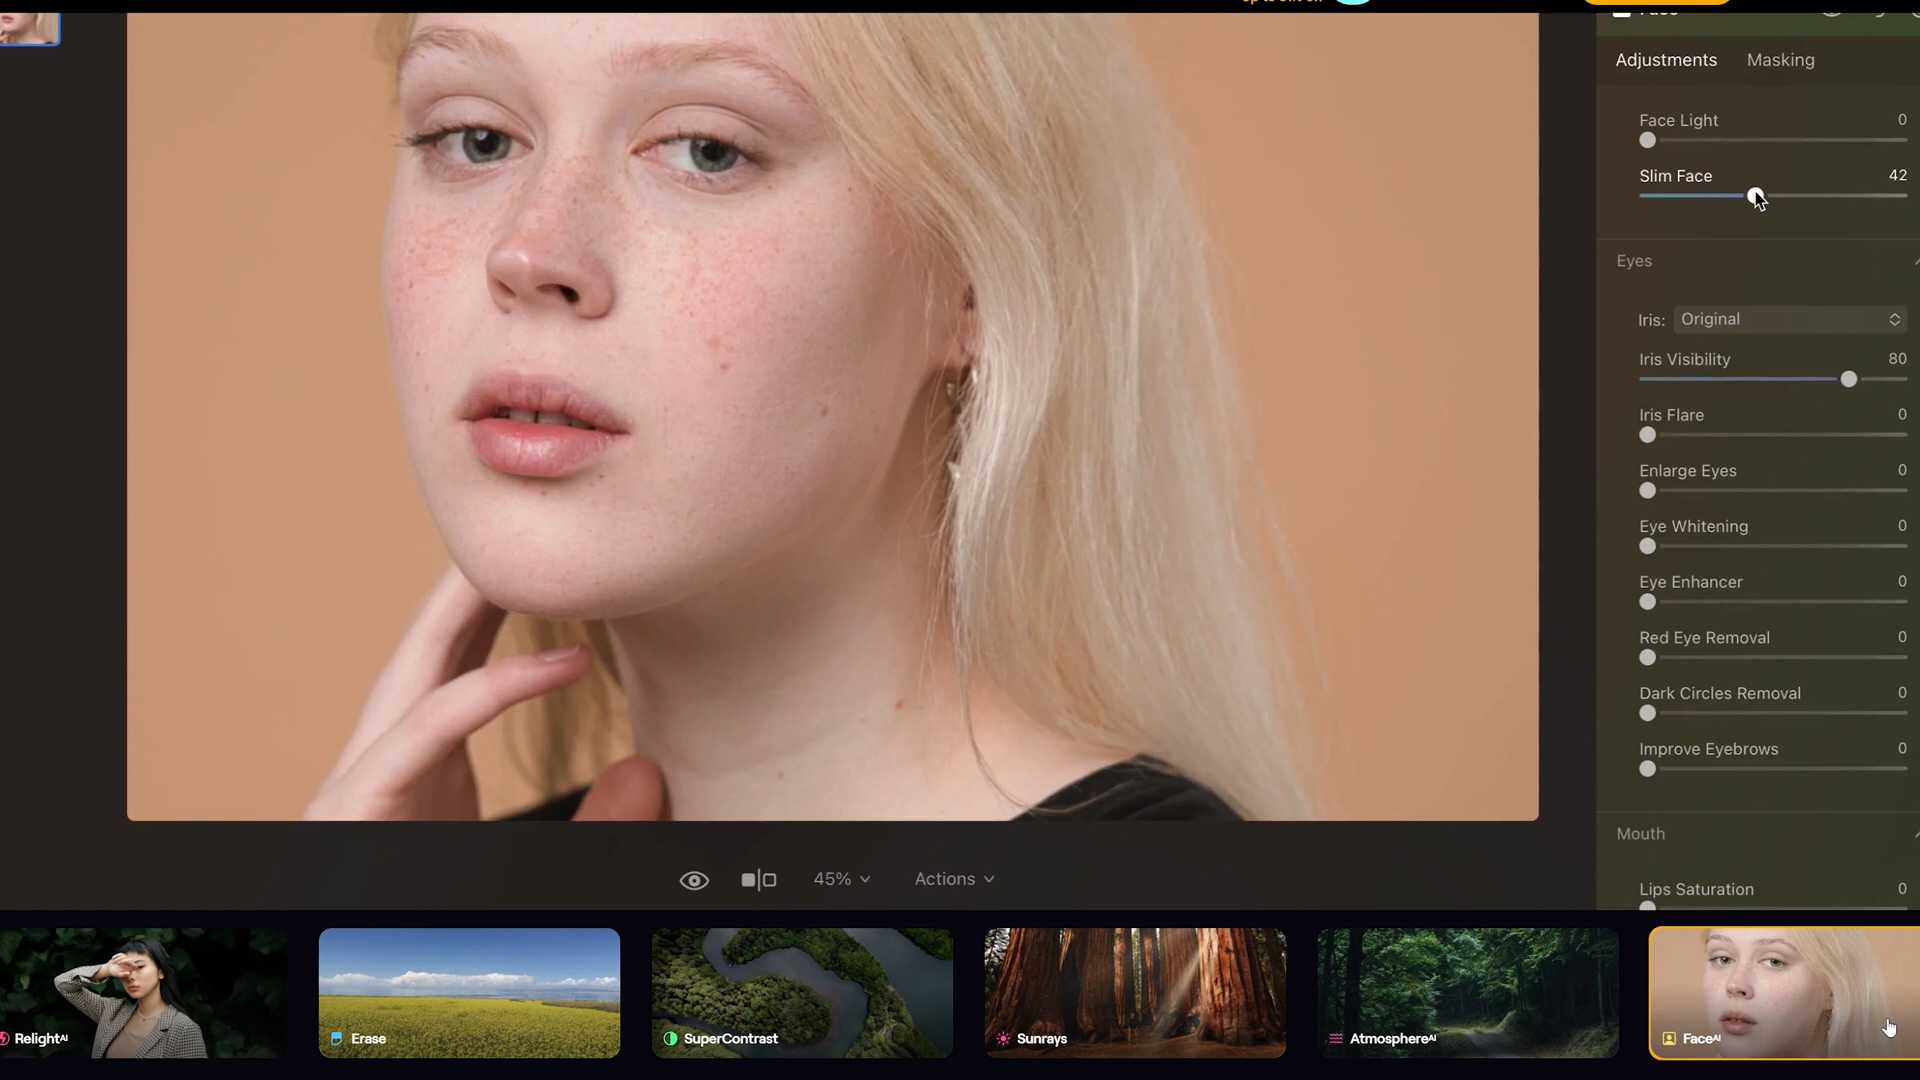 Adjustments Masking
Face Light 0
Slim Face 42
Eyes
Iris: Original
Iris Visibility 80
Iris Flare 0
Enlarge Eyes 0
Eye Whitening 0
Eye Enhancer 0
Red Eye Removal 0
Dark Circles Removal 0
Improve Eyebrows 0
Mouth
Lips Saturation 0
45% Actions
RelightAI
Erase
SuperContrast
Sunrays
AtmosphereAI
FaceAI